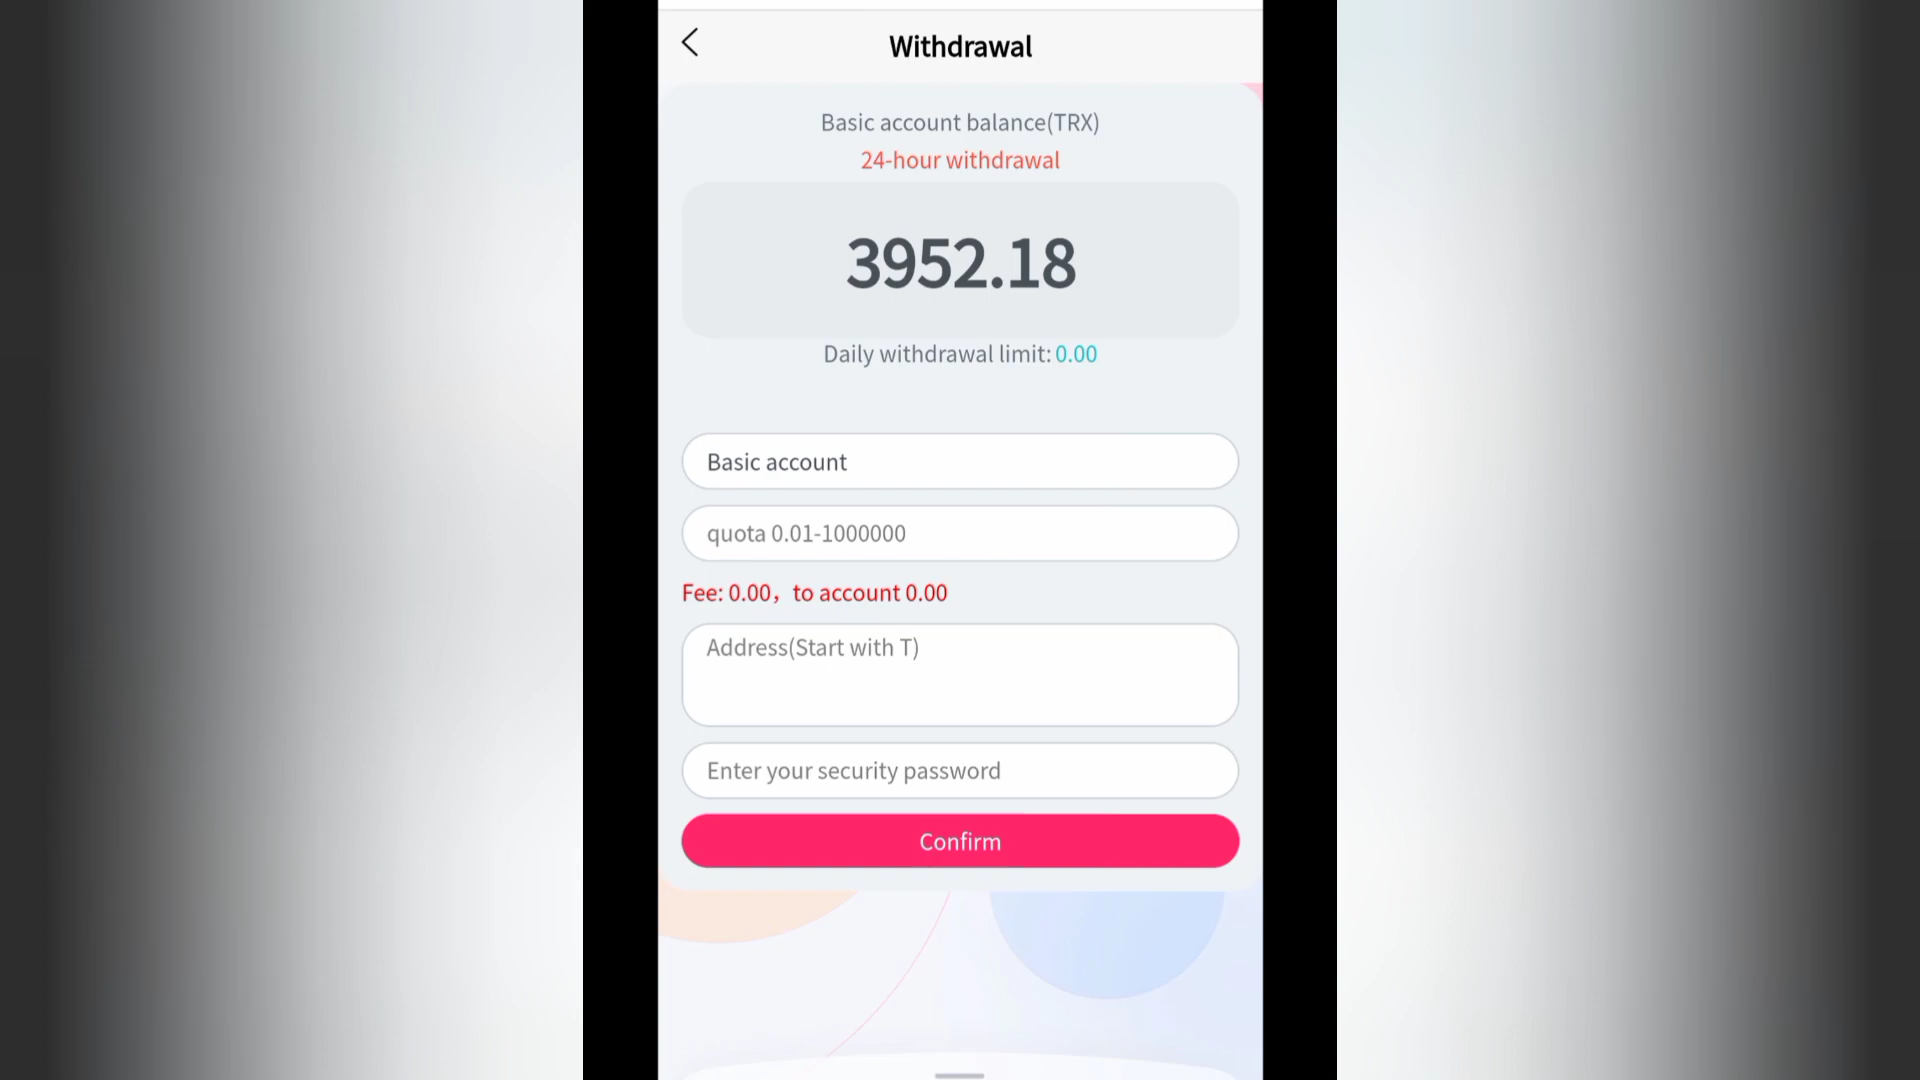 Withdrawal
Basic account balance(TRX)
24-hour withdrawal
3952.18
Daily withdrawal limit: 0.00
Basic account
quota 0.01-1000000
Fee: 0.00，to account 0.00
Address(Start with T)
Enter your security password
Confirm